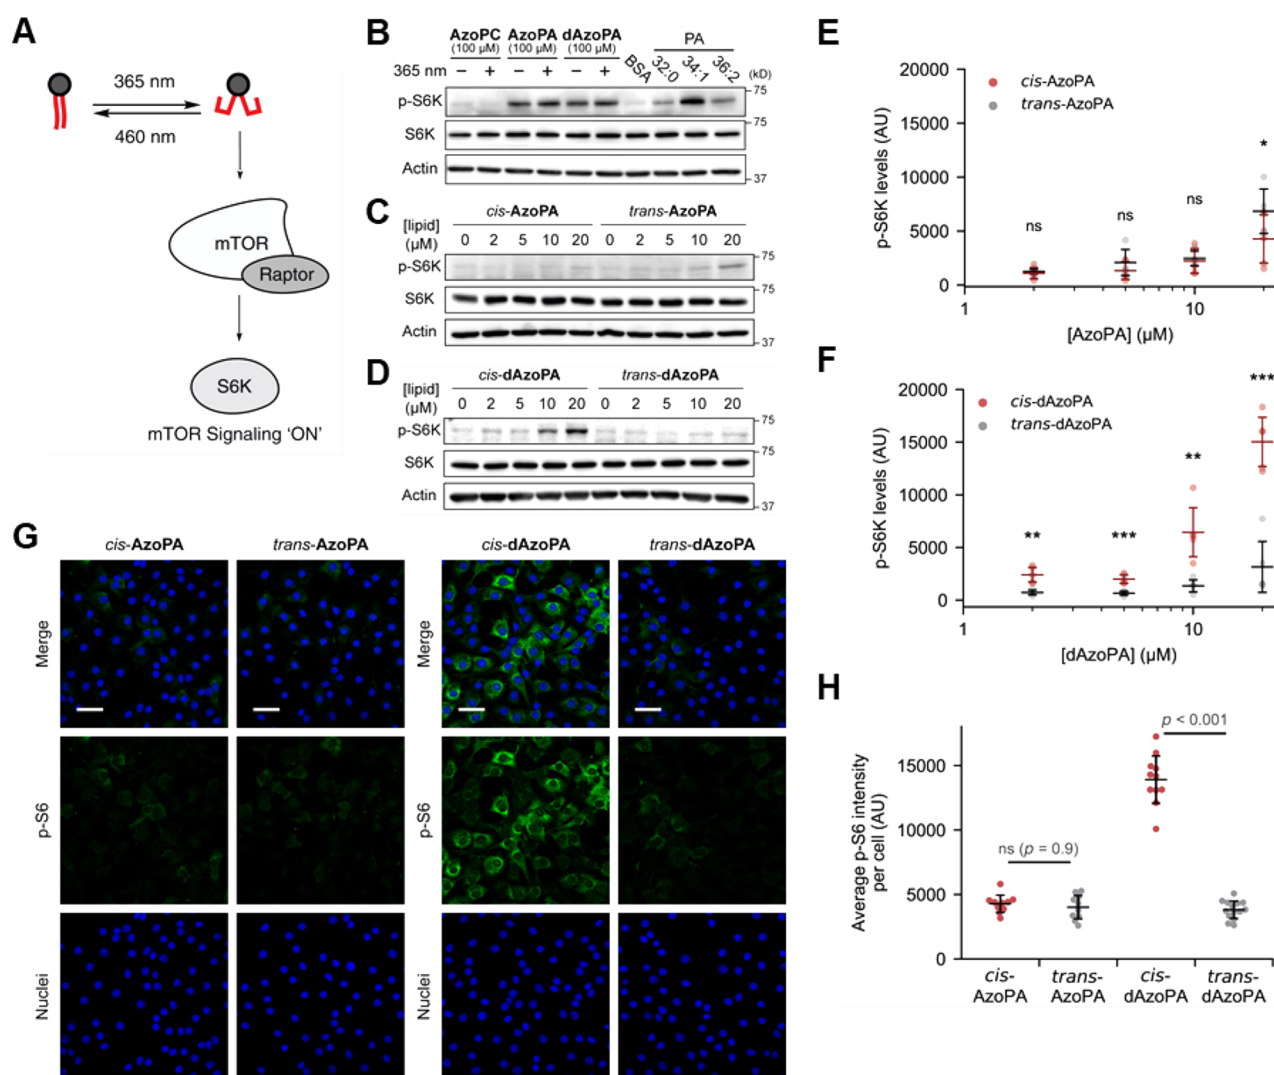 A
365 nm
460 nm
mTOR
Raptor
S6K
mTOR Signaling ‘ON’
B
AzoPC AzoPA dAzoPA
(100 µM) (100 µM) (100 µM)
PA
BSA 32:0 34:1 36:2
365 nm − + − + − + (kD)
p-S6K
75
S6K
75
Actin
37
C
cis-AzoPA trans-AzoPA
[lipid]
(µM)
0 2 5 10 20 0 2 5 10 20
p-S6K
75
S6K
75
Actin
37
D
cis-dAzoPA trans-dAzoPA
[lipid]
(µM)
0 2 5 10 20 0 2 5 10 20
p-S6K
75
S6K
75
Actin
37
E
p-S6K levels (AU)
20000
15000
10000
5000
0
cis-AzoPA
trans-AzoPA
ns
ns
ns
*
1 10
[AzoPA] (µM)
F
p-S6K levels (AU)
20000
15000
10000
5000
0
cis-dAzoPA
trans-dAzoPA
**
***
**
***
1 10
[dAzoPA] (µM)
G
cis-AzoPA trans-AzoPA cis-dAzoPA trans-dAzoPA
Merge
Merge
p-S6
p-S6
Nuclei
Nuclei
H
Average p-S6 intensity
per cell (AU)
15000
10000
5000
0
ns (p = 0.9)
p < 0.001
cis- trans- cis- trans-
AzoPA AzoPA dAzoPA dAzoPA